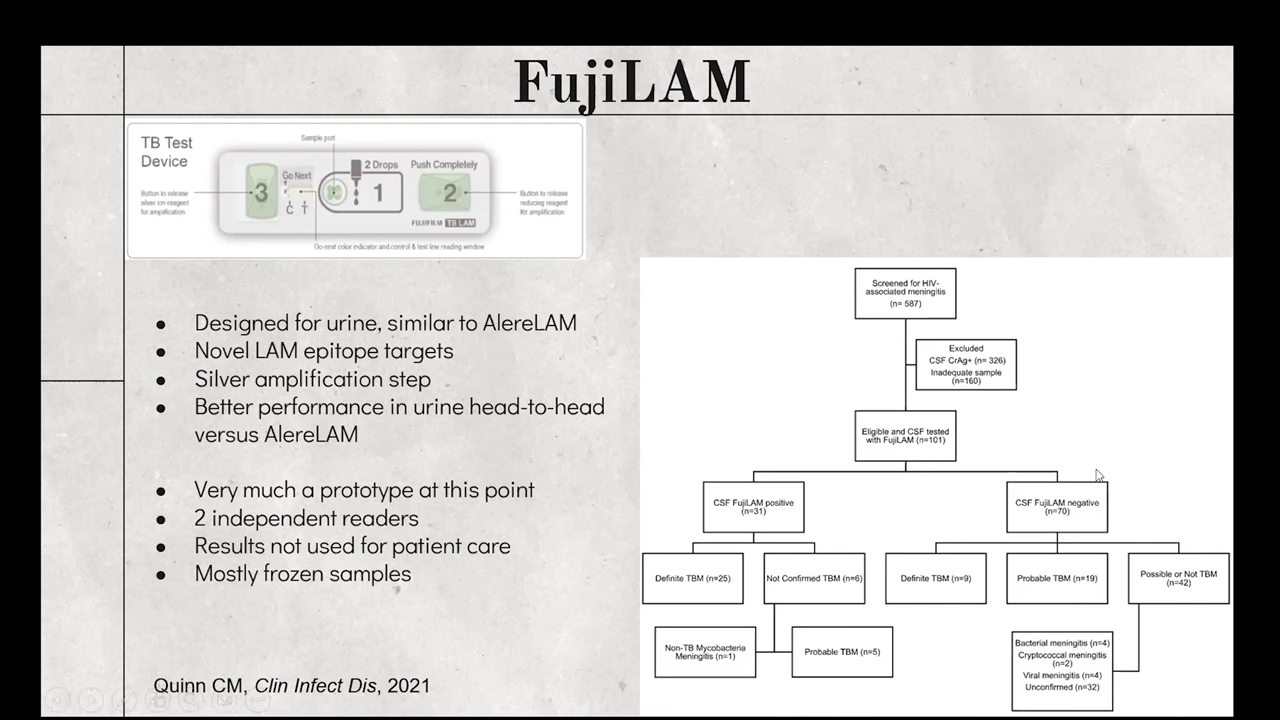 FujiLAM
TB Test
Device
Sample port
Button to release
silver ion reagent
for amplification
3
Go Next
C T
2 Drops
1
Push Completely
2
FUJIFILM TB LAM
Button to release
reducing reagent
for amplification
Go-next color indicator and control & test line reading window
● Designed for urine, similar to AlereLAM
● Novel LAM epitope targets
● Silver amplification step
● Better performance in urine head-to-head
versus AlereLAM
● Very much a prototype at this point
● 2 independent readers
● Results not used for patient care
● Mostly frozen samples
Quinn CM, Clin Infect Dis, 2021
Screened for HIV-
associated meningitis
(n= 587)
Excluded
CSF CrAg+ (n= 326)
Inadequate sample
(n=160)
Eligible and CSF tested
with FujiLAM (n=101)
CSF FujiLAM positive
(n=31)
CSF FujiLAM negative
(n=70)
Definite TBM (n=25)
Not Confirmed TBM (n=6)
Definite TBM (n=9)
Probable TBM (n=19)
Possible or Not TBM
(n=42)
Non-TB Mycobacteria
Meningitis (n=1)
Probable TBM (n=5)
Bacterial meningitis (n=4)
Cryptococcal meningitis
(n=2)
Viral meningitis (n=4)
Unconfirmed (n=32)